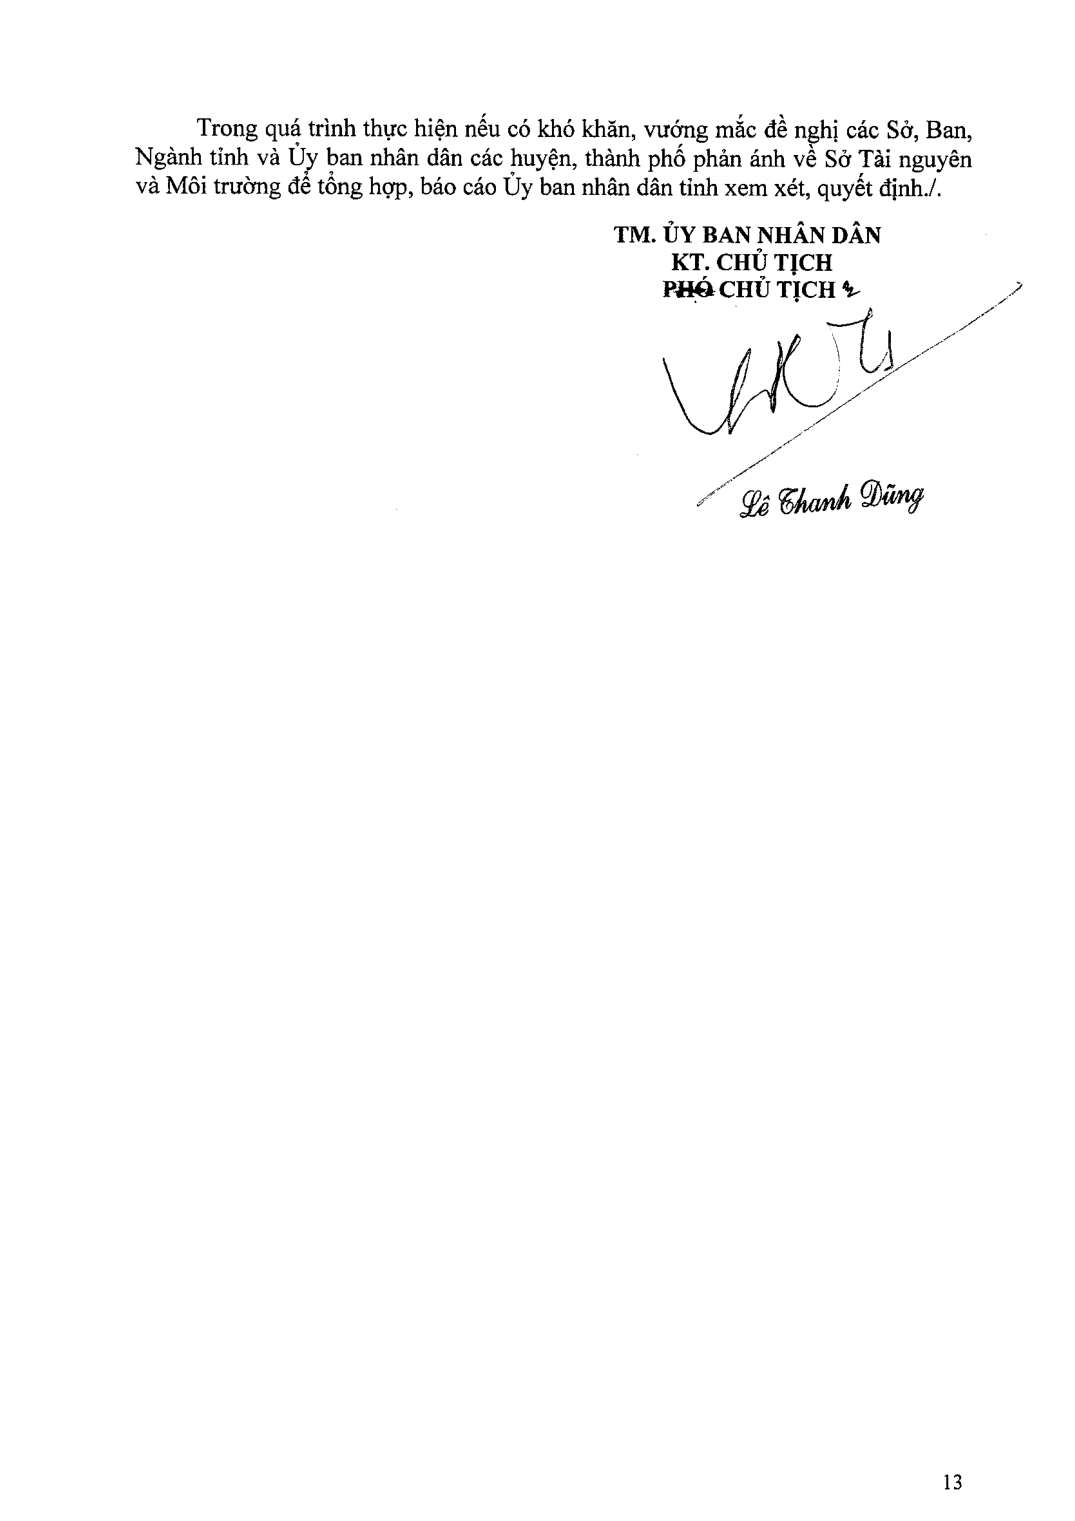 Trong quá trình thực hiện nếu có khó khăn, vướng mắc đề nghị các Sở, Ban,
Ngành tỉnh và Ủy ban nhân dân các huyện, thành phố phản ánh về Sở Tài nguyên
và Môi trường để tổng hợp, báo cáo Ủy ban nhân dân tỉnh xem xét, quyết định./.
TM. ỦY BAN NHÂN DÂN
KT. CHỦ TỊCH
PHÓ CHỦ TỊCH
Lê Thanh Dũng
13